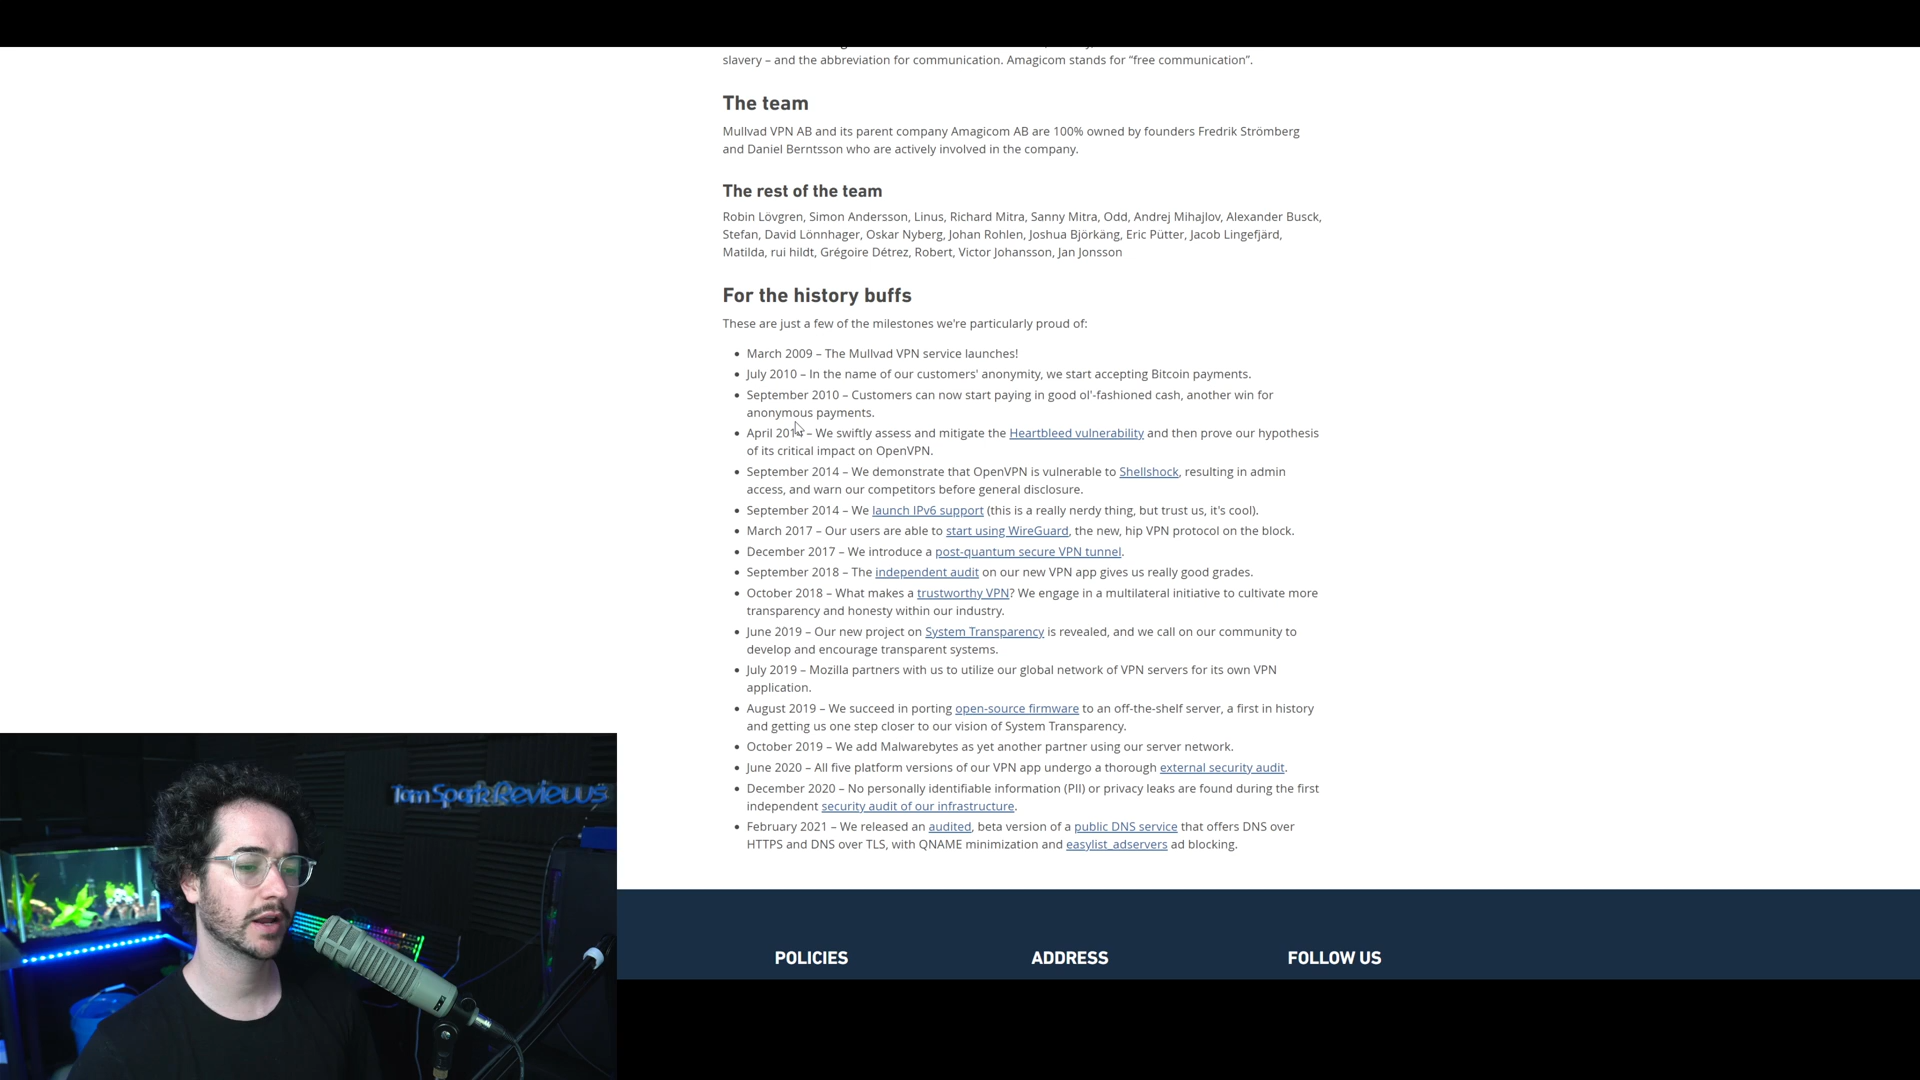 slavery – and the abbreviation for communication. Amagicom stands for “free communication”.
The team
Mullvad VPN AB and its parent company Amagicom AB are 100% owned by founders Fredrik Strömberg
and Daniel Berntsson who are actively involved in the company.
The rest of the team
Robin Lövgren, Simon Andersson, Linus, Richard Mitra, Sanny Mitra, Odd, Andrej Mihajlov, Alexander Busck,
Stefan, David Lönnhager, Oskar Nyberg, Johan Rohlen, Joshua Björkäng, Eric Pütter, Jacob Lingefjärd,
Matilda, rui hildt, Grégoire Détrez, Robert, Victor Johansson, Jan Jonsson
For the history buffs
These are just a few of the milestones we're particularly proud of:
• March 2009 – The Mullvad VPN service launches!
• July 2010 – In the name of our customers' anonymity, we start accepting Bitcoin payments.
• September 2010 – Customers can now start paying in good ol'-fashioned cash, another win for
anonymous payments.
• April 2014 – We swiftly assess and mitigate the Heartbleed vulnerability and then prove our hypothesis
of its critical impact on OpenVPN.
• September 2014 – We demonstrate that OpenVPN is vulnerable to Shellshock, resulting in admin
access, and warn our competitors before general disclosure.
• September 2014 – We launch IPv6 support (this is a really nerdy thing, but trust us, it's cool).
• March 2017 – Our users are able to start using WireGuard, the new, hip VPN protocol on the block.
• December 2017 – We introduce a post-quantum secure VPN tunnel.
• September 2018 – The independent audit on our new VPN app gives us really good grades.
• October 2018 – What makes a trustworthy VPN? We engage in a multilateral initiative to cultivate more
transparency and honesty within our industry.
• June 2019 – Our new project on System Transparency is revealed, and we call on our community to
develop and encourage transparent systems.
• July 2019 – Mozilla partners with us to utilize our global network of VPN servers for its own VPN
application.
• August 2019 – We succeed in porting open-source firmware to an off-the-shelf server, a first in history
and getting us one step closer to our vision of System Transparency.
• October 2019 – We add Malwarebytes as yet another partner using our server network.
• June 2020 – All five platform versions of our VPN app undergo a thorough external security audit.
• December 2020 – No personally identifiable information (PII) or privacy leaks are found during the first
independent security audit of our infrastructure.
• February 2021 – We released an audited, beta version of a public DNS service that offers DNS over
HTTPS and DNS over TLS, with QNAME minimization and easylist_adservers ad blocking.
TomSparkReviews
POLICIES
ADDRESS
FOLLOW US